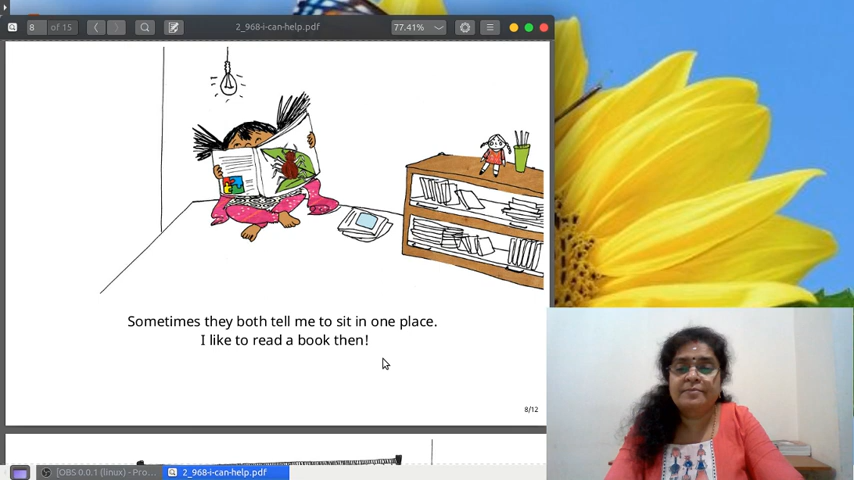 8 of 15
2_968-i-can-help.pdf
77.41%
Sometimes they both tell me to sit in one place.
I like to read a book then!
8/12
[OBS 0.0.1 (linux) - Pro...
2_968-i-can-help.pdf